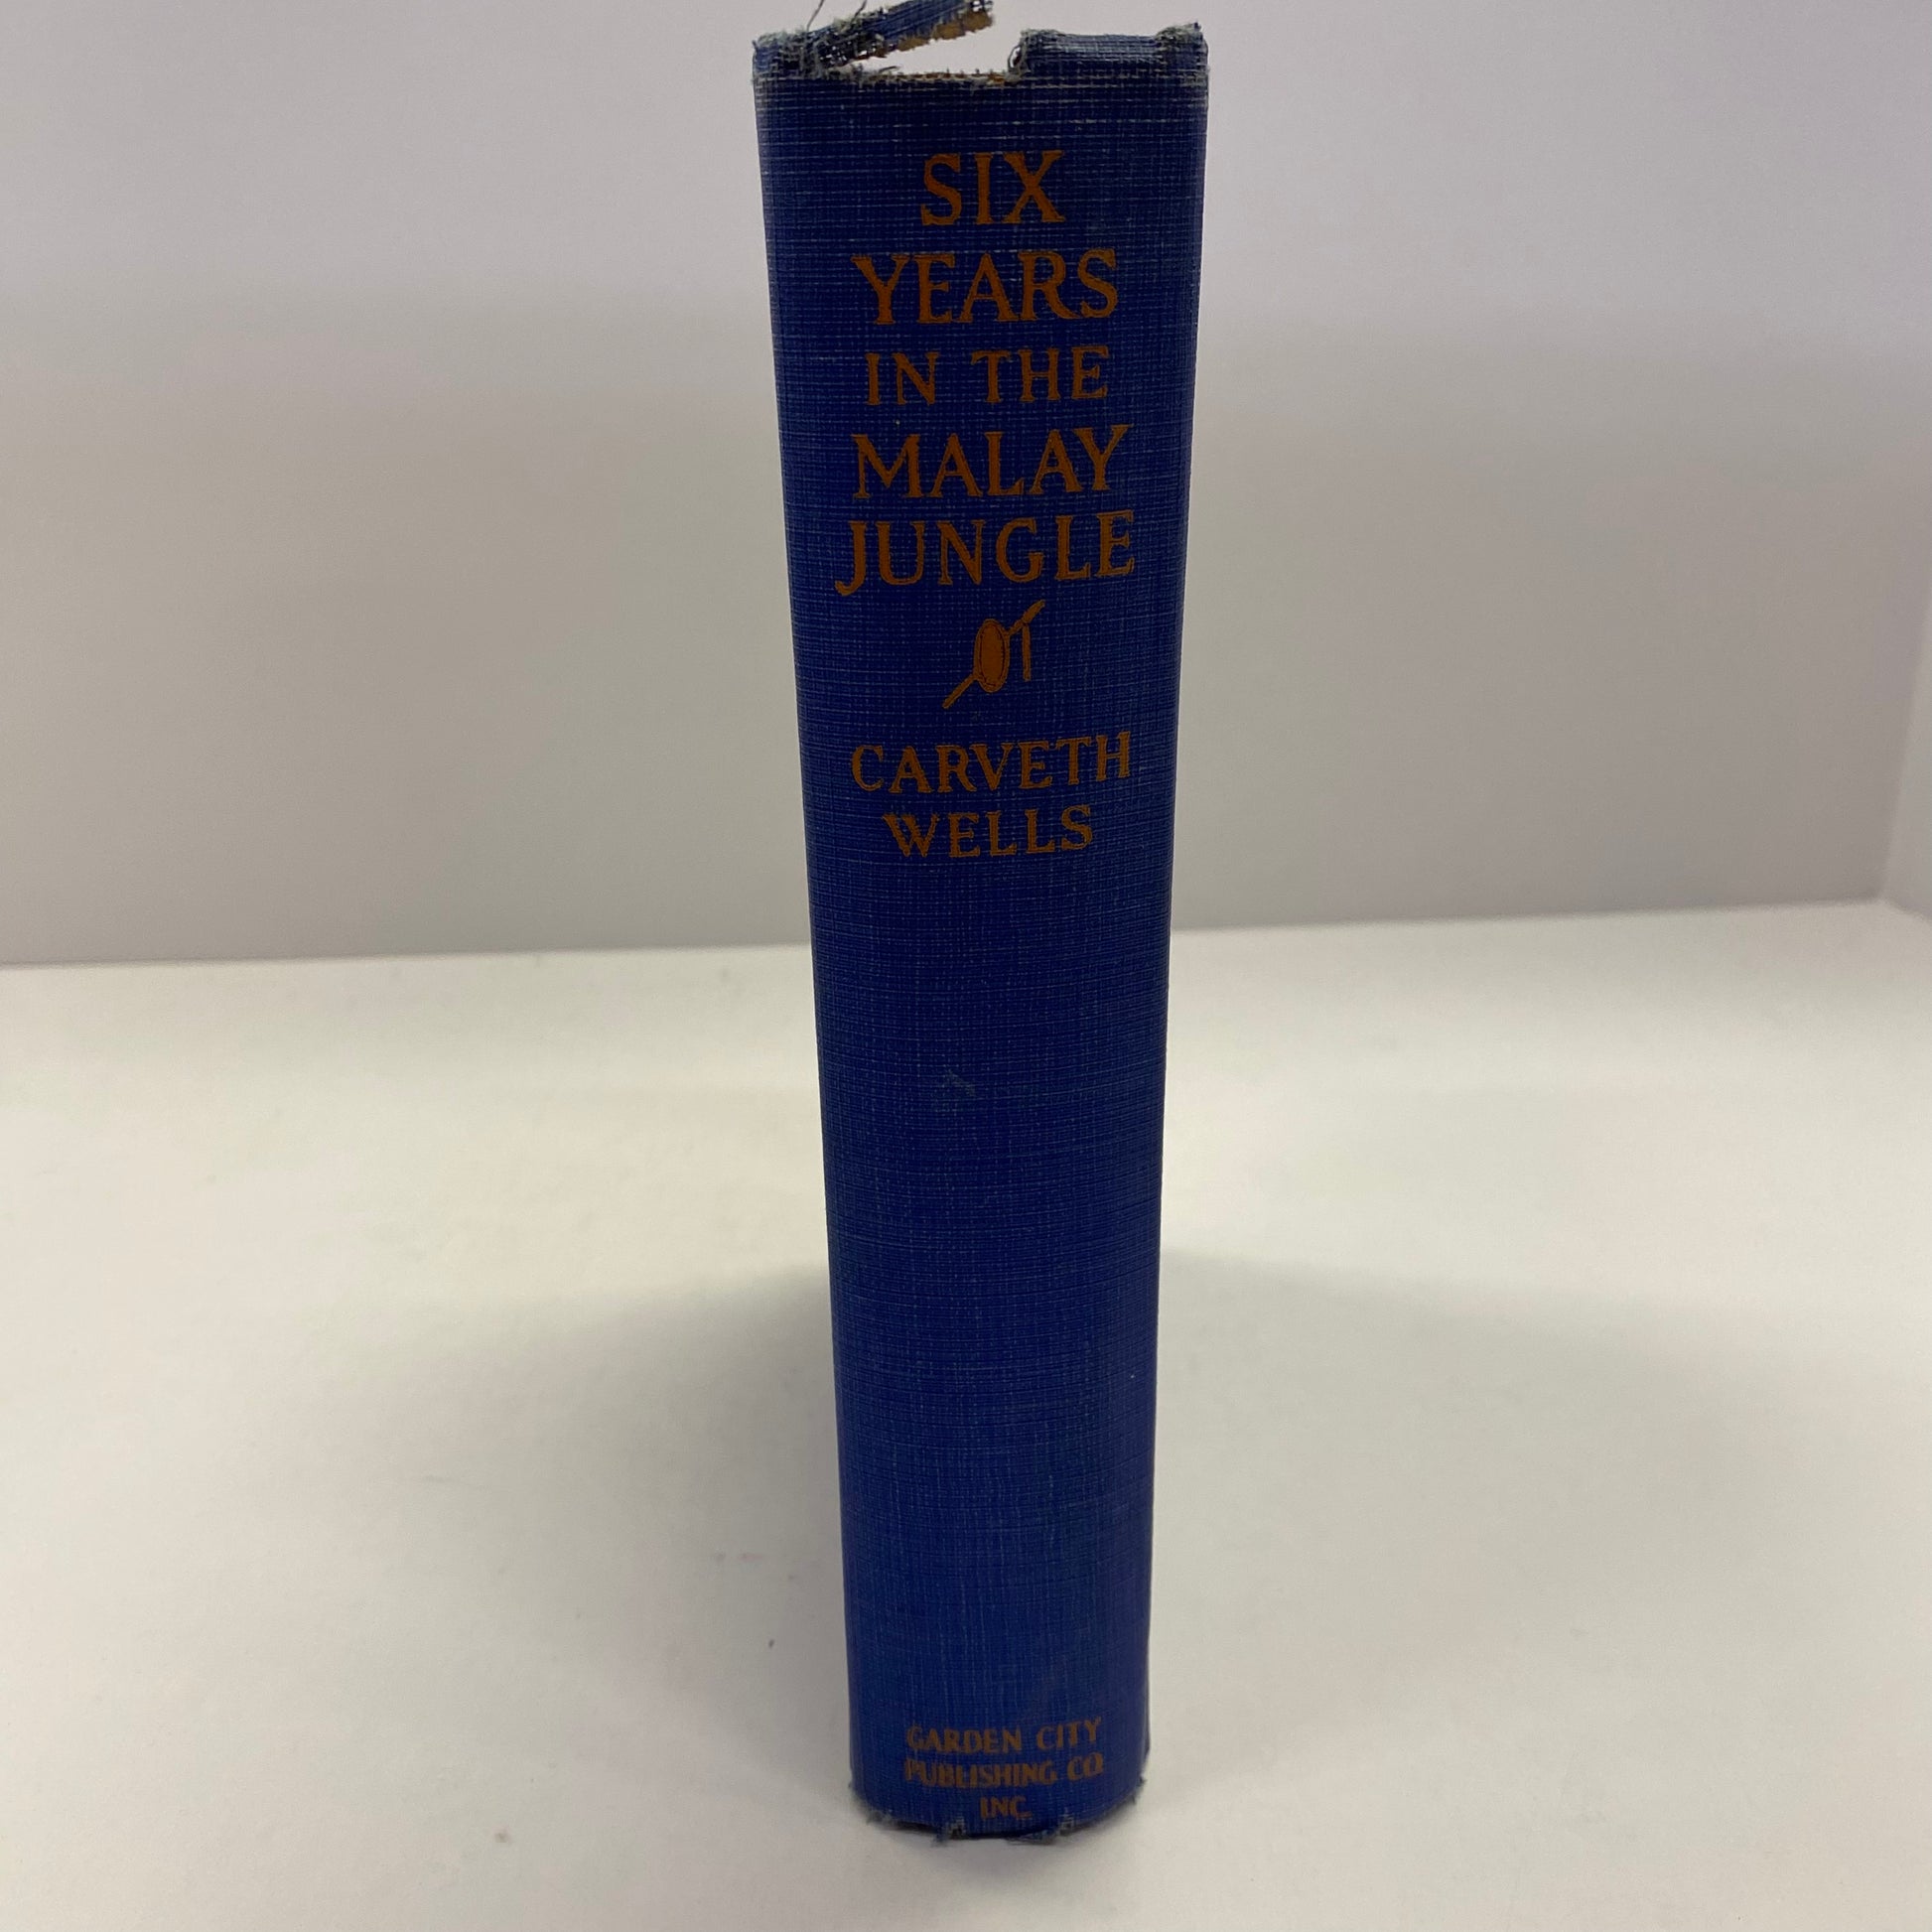 SIX
YEARS
IN THE
MALAY
JUNGLE
CARVETH
WELLS
GARDEN CITY
PUBLISHING CO.
INC.